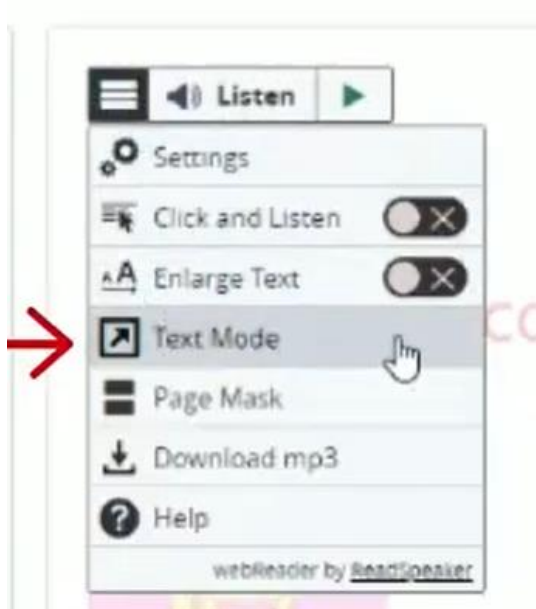 Listen
Settings
Click and Listen
Enlarge Text
Text Mode
Page Mask
Download mp3
Help
webReader by ReadSpeaker